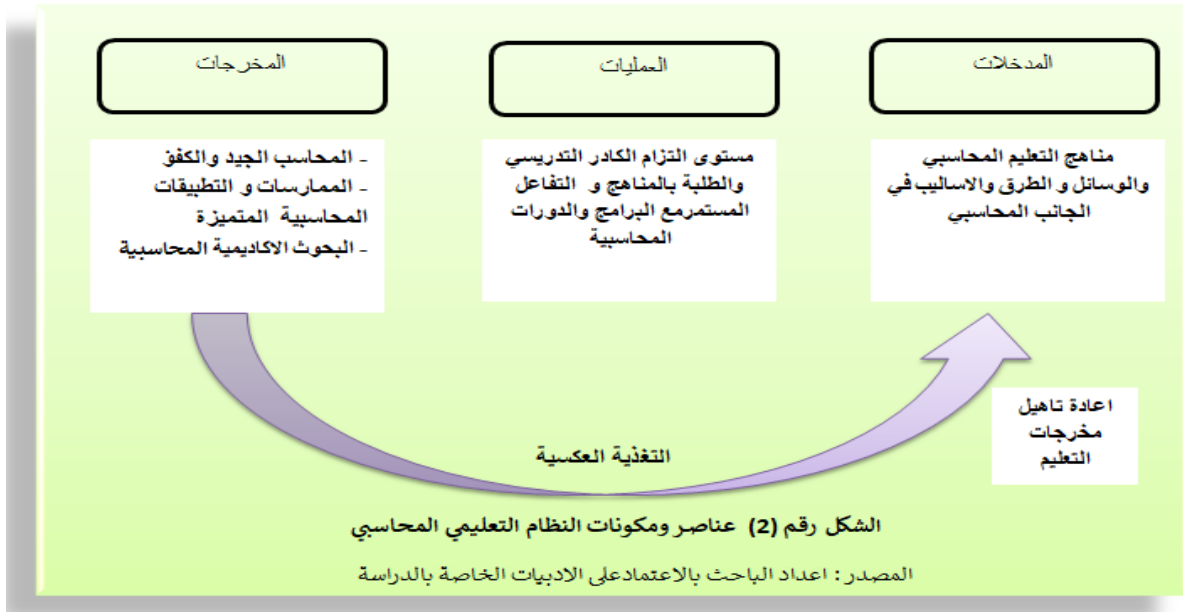 المدخلات
العمليات
المخرجات
مناهج التعليم المحاسبي
والوسائل و الطرق والاساليب في
الجانب المحاسبي
مستوى التزام الكادر التدريسي
والطلبة بالمناهج و التفاعل
المستمرمع البرامج والدورات
المحاسبية
- المحاسب الجيد والكفؤ
- الممارسات و التطبيقات
المحاسبية المتميزة
- البحوث الاكاديمية المحاسبية
اعادة تاهيل
مخرجات
التعليم
التغذية العكسية
الشكل رقم (2) عناصر ومكونات النظام التعليمي المحاسبي
المصدر : اعداد الباحث بالاعتمادعلى الادبيات الخاصة بالدراسة